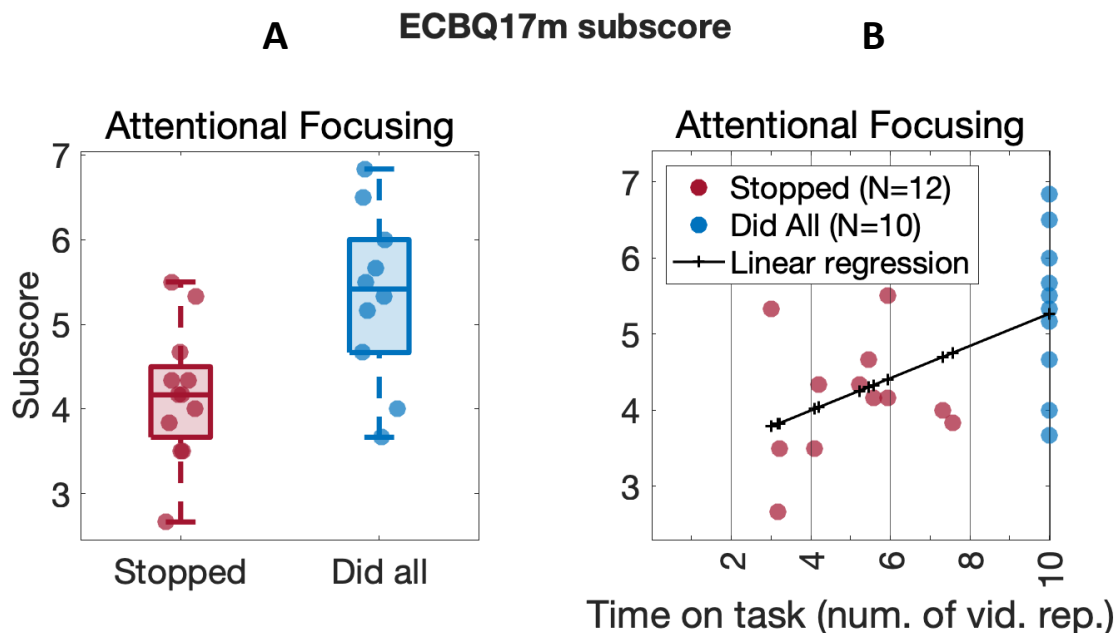 ECBQ17m subscore
A
B
Attentional Focusing
Subscore
7
6
5
4
3
Stopped
Did all
Attentional Focusing
7
6
5
4
3
Stopped (N=12)
Did All (N=10)
Linear regression
2
4
6
8
10
Time on task (num. of vid. rep.)